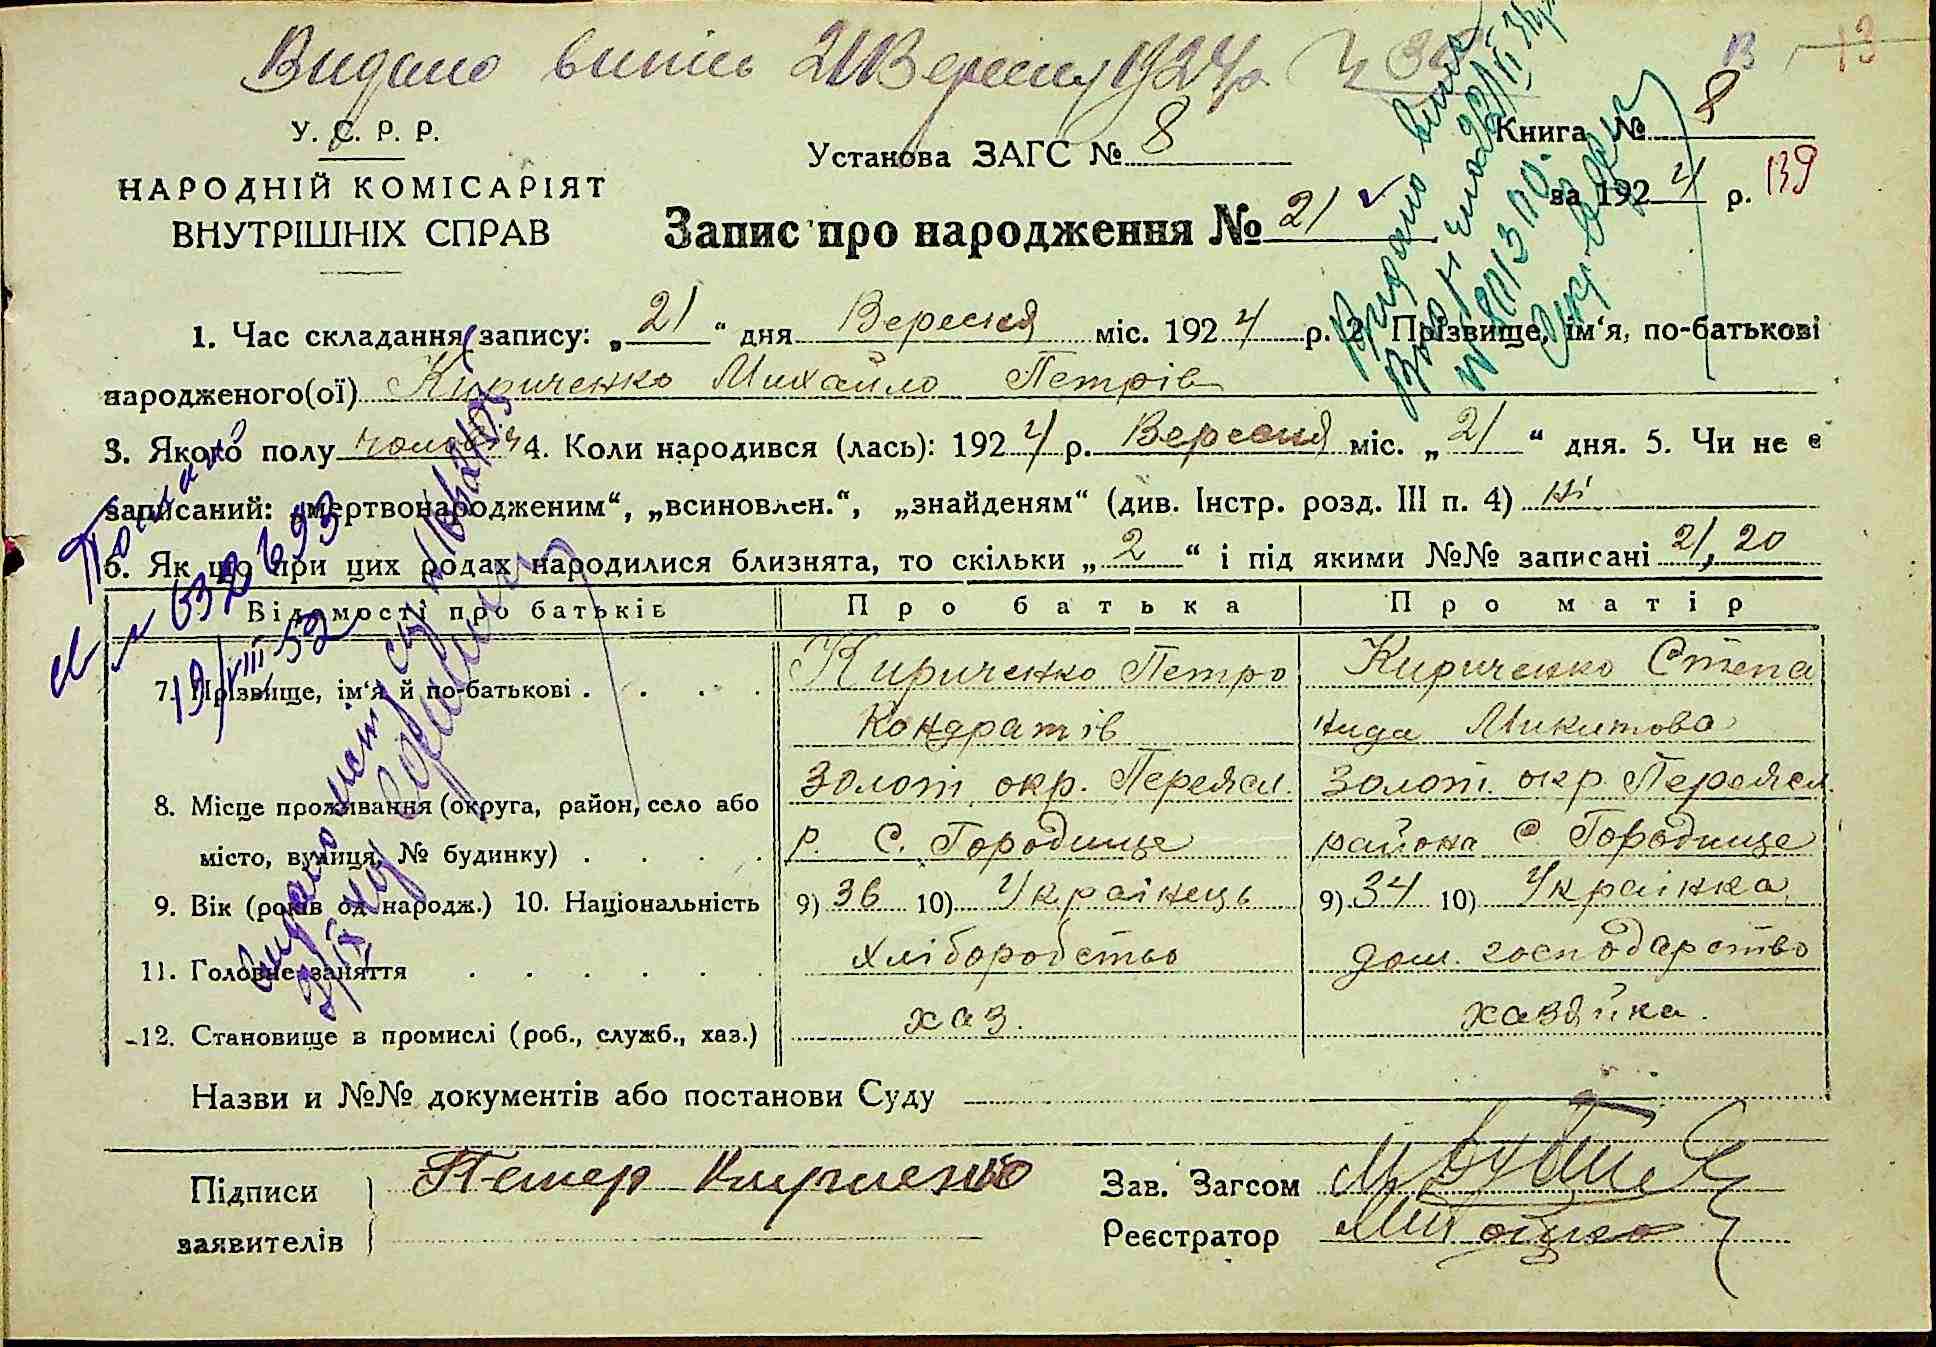 Видано випись 21 Вересня 1924 р.
13
У. С. Р. Р.
НАРОДНІЙ КОМІСАРІЯТ
ВНУТРІШНІХ СПРАВ
Установа ЗАГС № 8
Книга № 8
за 1924 р. 139
Запис про народження № 21
1. Час складання запису: „21“ дня Вересня міс. 1924 р. 2. Прізвище, ім‘я, по-батькові
народженого(ої) Кириченко Михайло Петрів
3. Якого полу чолов. 4. Коли народився (лась): 1924 р. Вересня міс. „21“ дня. 5. Чи не є
записаний: „мертвонародженим“, „всиновлен.“, „знайденям“ (див. Інстр. розд. III п. 4) ні
6. Як що при цих родах народилися близнята, то скільки „2“ і під якими №№ записані 21, 20
Відомості про батьків Про батька Про матір
7. Прізвище, ім‘я й по-батькові . . . . Кириченко Петро Кириченко Степа
Кондратів нида Микитова
Золот. окр. Переясл. Золот. окр. Переясл.
8. Місце проживання (округа, район, село або
місто, вулиця, № будинку) . . . . р. С. Городище района С. Городище
9. Вік (років од народж.) 10. Національність 9) 36 10) Українець 9) 34 10) Українка
11. Головне заняття . . . . . . хліборобство дом. господарство
12. Становище в промислі (роб., служб., хаз.) хаз. хазяйка.
Назви и №№ документів або постанови Суду
Підписи Петер Кириченко
заявителів
Зав. Загсом
Реєстратор